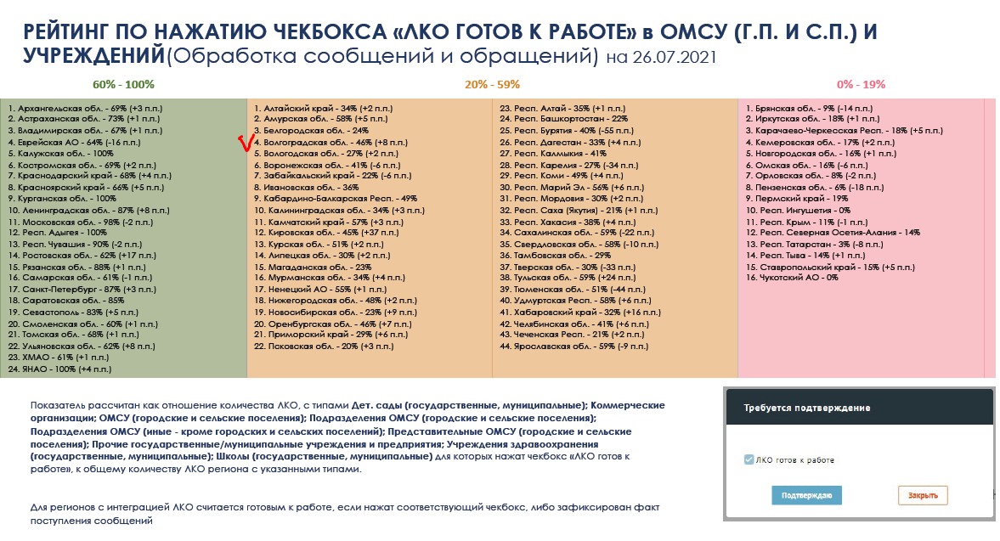 РЕЙТИНГ ПО НАЖАТИЮ ЧЕКБОКСА «ЛКО ГОТОВ К РАБОТЕ» в ОМСУ (Г.П. И С.П.) И
УЧРЕЖДЕНИЙ(Обработка сообщений и обращений) на 26.07.2021
60% - 100%
1. Архангельская обл. - 69% (+3 п.п.)
2. Астраханская обл. - 73% (+1 п.п.)
3. Владимирская обл. - 67% (+1 п.п.)
4. Еврейская АО - 64% (-16 п.п.)
5. Калужская обл. - 100%
6. Костромская обл. - 69% (+2 п.п.)
7. Краснодарский край - 68% (+4 п.п.)
8. Красноярский край - 66% (+5 п.п.)
9. Курганская обл. - 100%
10. Ленинградская обл. - 87% (+8 п.п.)
11. Московская обл. - 98% (-2 п.п.)
12. Респ. Адыгея - 100%
13. Респ. Чувашия - 90% (-2 п.п.)
14. Ростовская обл. - 62% (+17 п.п.)
15. Рязанская обл. - 88% (+1 п.п.)
16. Самарская обл. - 61% (-1 п.п.)
17. Санкт-Петербург - 87% (+3 п.п.)
18. Саратовская обл. - 85%
19. Севастополь - 83% (+5 п.п.)
20. Смоленская обл. - 60% (+1 п.п.)
21. Томская обл. - 68% (+1 п.п.)
22. Ульяновская обл. - 62% (+8 п.п.)
23. ХМАО - 61% (+1 п.п.)
24. ЯНАО - 100% (+4 п.п.)
20% - 59%
1. Алтайский край - 34% (+2 п.п.)
2. Амурская обл. - 58% (+5 п.п.)
3. Белгородская обл. - 24%
4. Волгоградская обл. - 46% (+8 п.п.)
5. Вологодская обл. - 27% (+2 п.п.)
6. Воронежская обл. - 41% (-6 п.п.)
7. Забайкальский край - 22% (-6 п.п.)
8. Ивановская обл. - 36%
9. Кабардино-Балкарская Респ. - 49%
10. Калининградская обл. - 34% (+3 п.п.)
11. Камчатский край - 57% (+3 п.п.)
12. Кировская обл. - 45% (+37 п.п.)
13. Курская обл. - 51% (+2 п.п.)
14. Липецкая обл. - 30% (+2 п.п.)
15. Магаданская обл. - 23%
16. Мурманская обл. - 34% (+4 п.п.)
17. Ненецкий АО - 55% (+1 п.п.)
18. Нижегородская обл. - 48% (+2 п.п.)
19. Новосибирская обл. - 23% (+9 п.п.)
20. Оренбургская обл. - 46% (+7 п.п.)
21. Приморский край - 29% (+6 п.п.)
22. Псковская обл. - 20% (+3 п.п.)
23. Респ. Алтай - 35% (+1 п.п.)
24. Респ. Башкортостан - 22%
25. Респ. Бурятия - 40% (-55 п.п.)
26. Респ. Дагестан - 33% (+4 п.п.)
27. Респ. Калмыкия - 41%
28. Респ. Карелия - 27% (-34 п.п.)
29. Респ. Коми - 49% (+4 п.п.)
30. Респ. Марий Эл - 56% (+6 п.п.)
31. Респ. Мордовия - 30% (+2 п.п.)
32. Респ. Саха (Якутия) - 21% (+1 п.п.)
33. Респ. Хакасия - 38% (+4 п.п.)
34. Сахалинская обл. - 59% (-22 п.п.)
35. Свердловская обл. - 58% (-10 п.п.)
36. Тамбовская обл. - 29%
37. Тверская обл. - 30% (-33 п.п.)
38. Тульская обл. - 59% (+24 п.п.)
39. Тюменская обл. - 51% (-44 п.п.)
40. Удмуртская Респ. - 58% (+6 п.п.)
41. Хабаровский край - 32% (+16 п.п.)
42. Челябинская обл. - 41% (+6 п.п.)
43. Чеченская Респ. - 21% (+2 п.п.)
44. Ярославская обл. - 59% (-9 п.п.)
0% - 19%
1. Брянская обл. - 9% (-14 п.п.)
2. Иркутская обл. - 18% (+1 п.п.)
3. Карачаево-Черкесская Респ. - 18% (+5 п.п.)
4. Кемеровская обл. - 17% (+2 п.п.)
5. Новгородская обл. - 16% (+1 п.п.)
6. Омская обл. - 16% (-6 п.п.)
7. Орловская обл. - 8% (-2 п.п.)
8. Пензенская обл. - 6% (-18 п.п.)
9. Пермский край - 19%
10. Респ. Ингушетия - 0%
11. Респ. Крым - 11% (-1 п.п.)
12. Респ. Северная Осетия-Алания - 14%
13. Респ. Татарстан - 3% (-8 п.п.)
14. Респ. Тыва - 14% (+1 п.п.)
15. Ставропольский край - 15% (+5 п.п.)
16. Чукотский АО - 0%
Показатель рассчитан как отношение количества ЛКО, с типами Дет. сады (государственные, муниципальные); Коммерческие
организации; ОМСУ (городские и сельские поселения); Подразделения ОМСУ (городские и сельские поселения);
Подразделения ОМСУ (иные - кроме городских и сельских поселений); Представительные ОМСУ (городские и сельские
поселения); Прочие государственные/муниципальные учреждения и предприятия; Учреждения здравоохранения
(государственные, муниципальные); Школы (государственные, муниципальные) для которых нажат чекбокс «ЛКО готов к
работе», к общему количеству ЛКО региона с указанными типами.
Для регионов с интеграцией ЛКО считается готовым к работе, если нажат соответствующий чекбокс, либо зафиксирован факт
поступления сообщений
Требуется подтверждение
ЛКО готов к работе
Подтверждаю
Закрыть